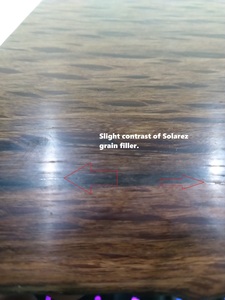 Slight contrast of Solarez
grain filler.